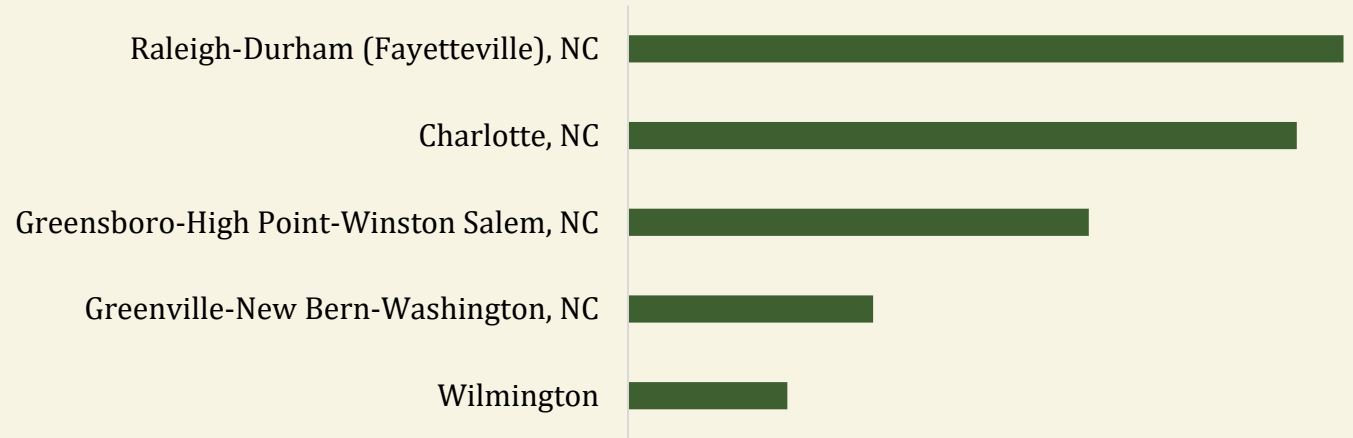 Raleigh-Durham (Fayetteville), NC
Charlotte, NC
Greensboro-High Point-Winston Salem, NC
Greenville-New Bern-Washington, NC
Wilmington